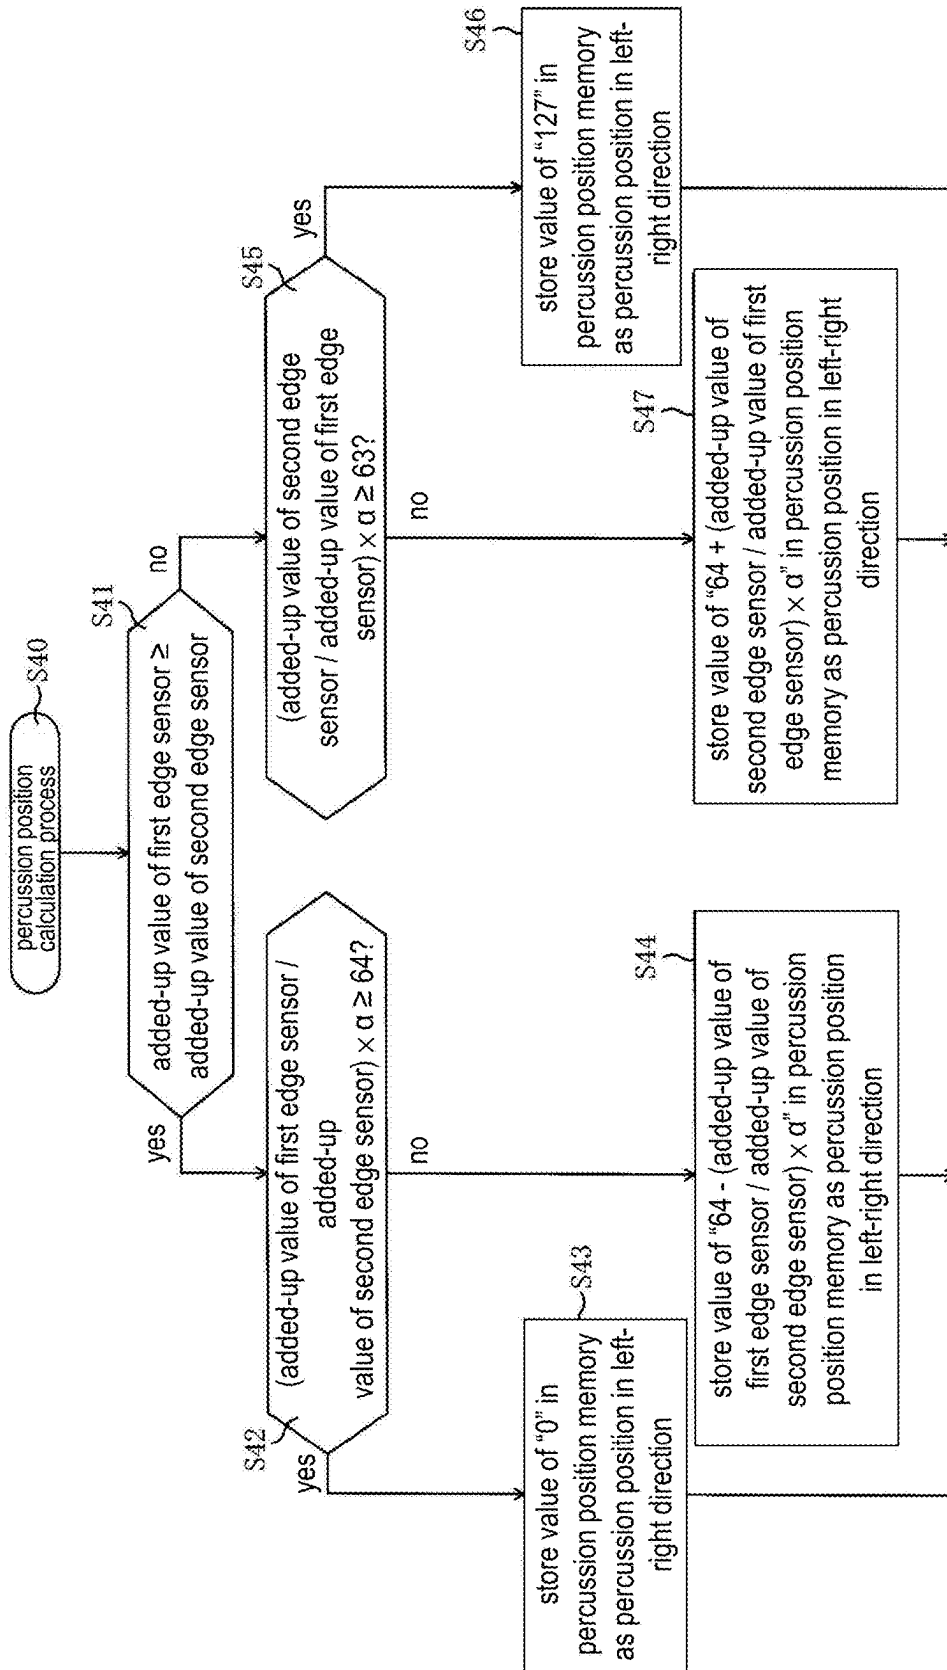 percussion position
calculation process
S40
S41
added-up value of first edge sensor ≥
added-up value of second edge sensor
yes
no
S42
(added-up value of first edge sensor /
added-up
value of second edge sensor) × α ≥ 64?
yes
no
S45
(added-up value of second edge
sensor / added-up value of first edge
sensor) × α ≥ 63?
yes
no
S43
store value of “0” in
percussion position memory
as percussion position in left-
right direction
S46
store value of “127” in
percussion position memory
as percussion position in left-
right direction
S44
store value of “64 - (added-up value of
first edge sensor / added-up value of
second edge sensor) × α” in percussion
position memory as percussion position
in left-right direction
S47
store value of “64 + (added-up value of
second edge sensor / added-up value of first
edge sensor) × α” in percussion position
memory as percussion position in left-right
direction